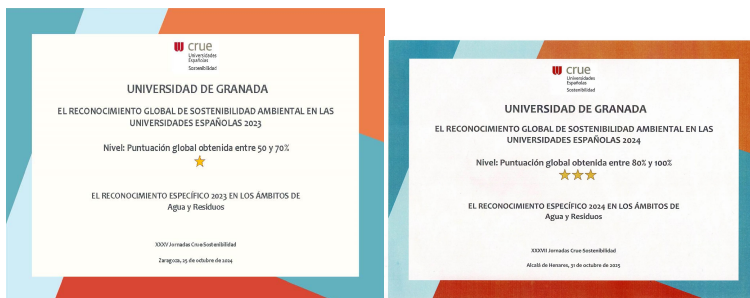 crue
Universidades
Españolas
Sostenibilidad
UNIVERSIDAD DE GRANADA
EL RECONOCIMIENTO GLOBAL DE SOSTENIBILIDAD AMBIENTAL EN LAS
UNIVERSIDADES ESPAÑOLAS 2023
Nivel: Puntuación global obtenida entre 50 y 70%
EL RECONOCIMIENTO ESPECÍFICO 2023 EN LOS ÁMBITOS DE
Agua y Residuos
XXXV Jornadas Crue-Sostenibilidad
Zaragoza, 25 de octubre de 2024
crue
Universidades
Españolas
Sostenibilidad
UNIVERSIDAD DE GRANADA
EL RECONOCIMIENTO GLOBAL DE SOSTENIBILIDAD AMBIENTAL EN LAS
UNIVERSIDADES ESPAÑOLAS 2024
Nivel: Puntuación global obtenida entre 80% y 100%
EL RECONOCIMIENTO ESPECÍFICO 2024 EN LOS ÁMBITOS DE
Agua y Residuos
XXXVII Jornadas Crue-Sostenibilidad
Alcalá de Henares, 31 de octubre de 2025